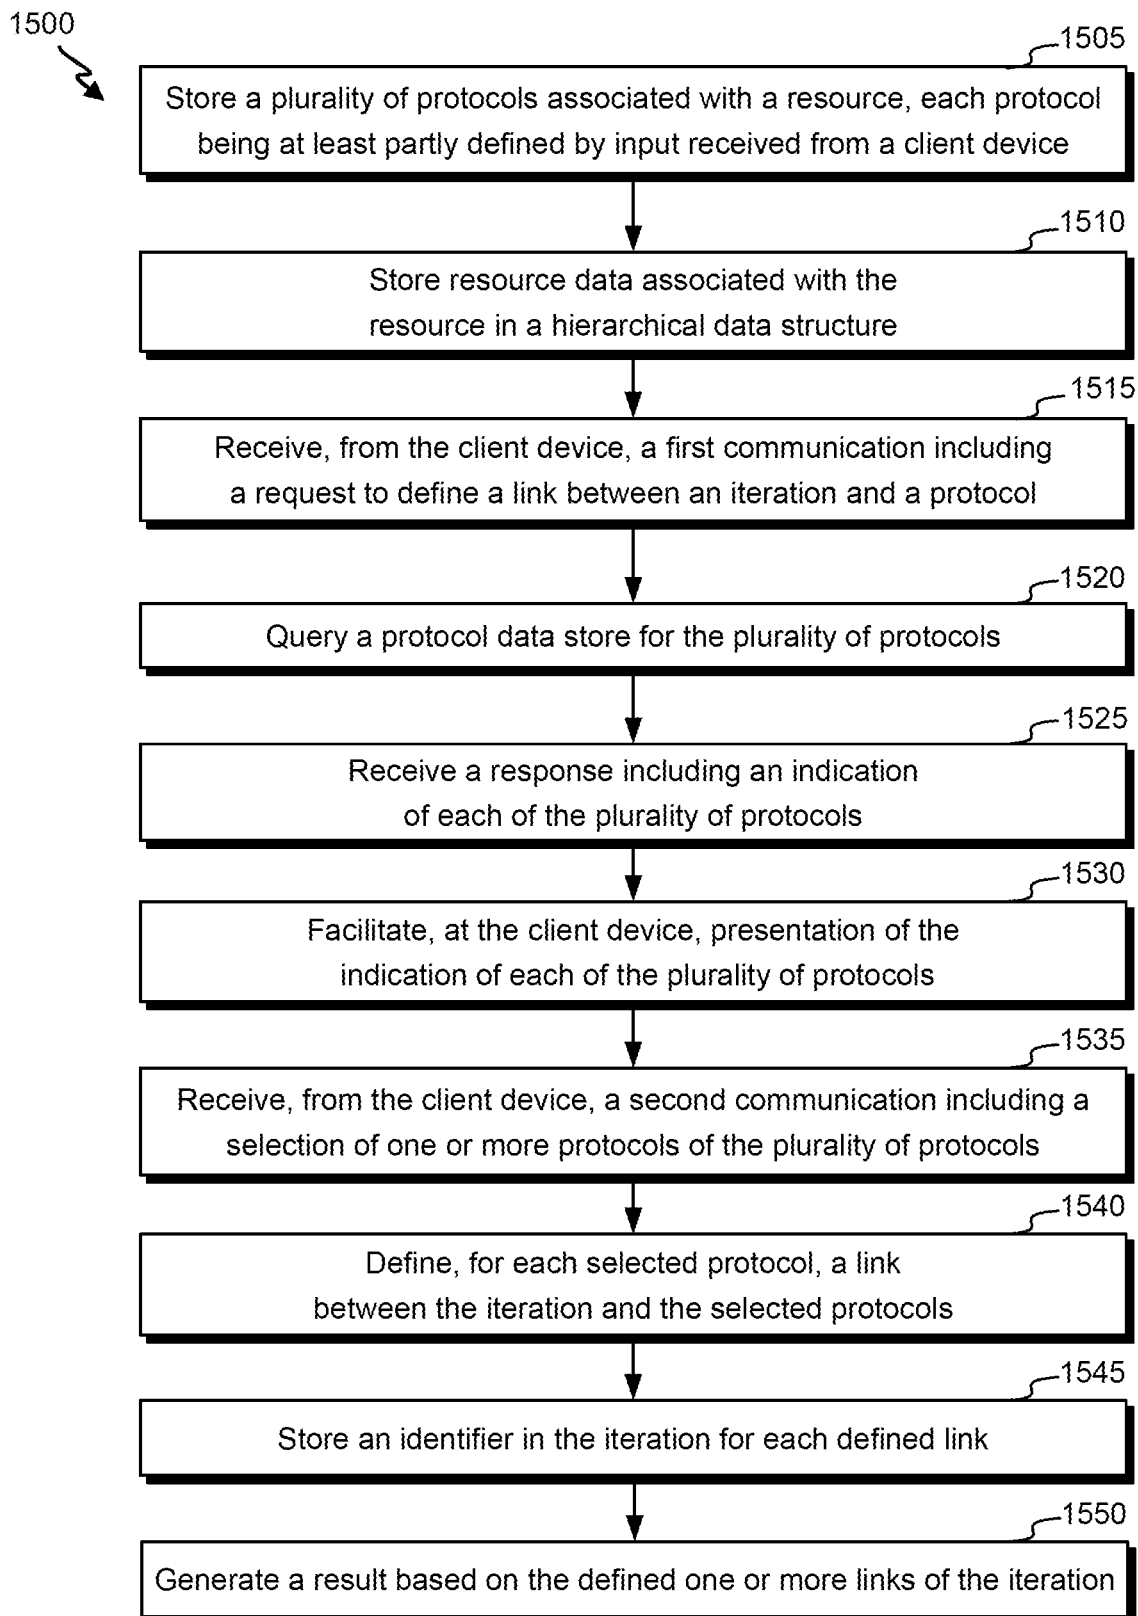 1500
1505
Store a plurality of protocols associated with a resource, each protocol
being at least partly defined by input received from a client device
1510
Store resource data associated with the
resource in a hierarchical data structure
1515
Receive, from the client device, a first communication including
a request to define a link between an iteration and a protocol
1520
Query a protocol data store for the plurality of protocols
1525
Receive a response including an indication
of each of the plurality of protocols
1530
Facilitate, at the client device, presentation of the
indication of each of the plurality of protocols
1535
Receive, from the client device, a second communication including a
selection of one or more protocols of the plurality of protocols
1540
Define, for each selected protocol, a link
between the iteration and the selected protocols
1545
Store an identifier in the iteration for each defined link
1550
Generate a result based on the defined one or more links of the iteration